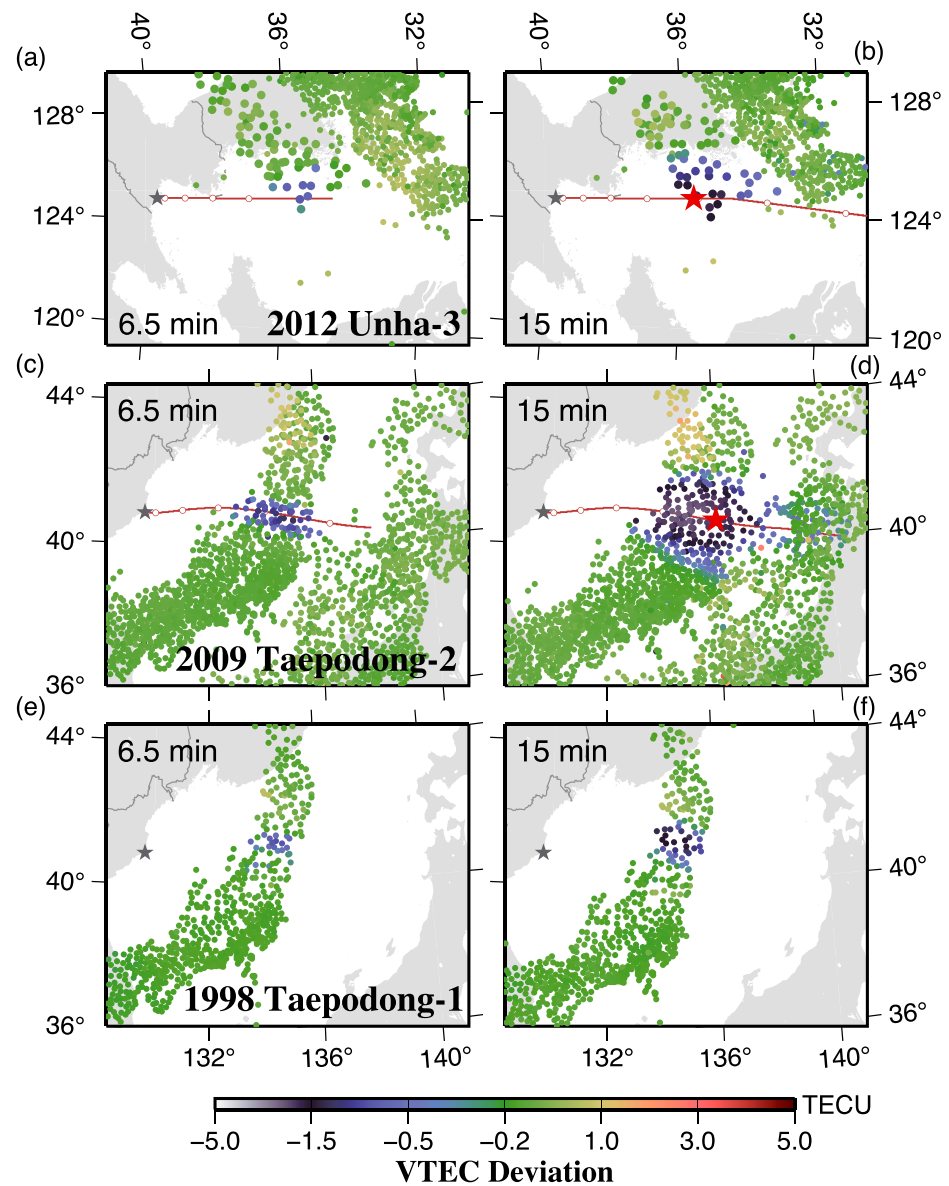 40° 36° 32° 36° 32°
40°
(a) (b)
128° 128°
124° 124°
120° 120°
6.5 min 2012 Unha-3 15 min
(c) (d)
44° 6.5 min 15 min 44°
40° 40°
2009 Taepodong-2
36° 36°
(e) (f)
44° 6.5 min 15 min 44°
40° 40°
1998 Taepodong-1
36° 36°
132° 136° 140° 132° 136° 140°
TECU
−5.0 −1.5 −0.5 −0.2 1.0 3.0 5.0
VTEC Deviation